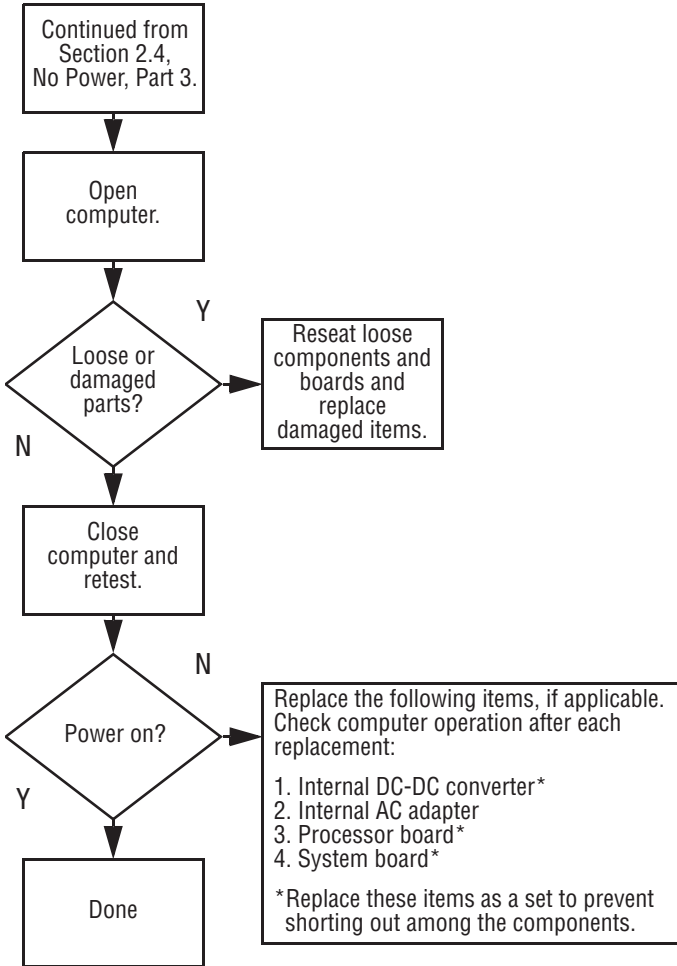 Continued from
Section 2.4,
No Power, Part 3.
Open
computer.
Y
Loose or
damaged
parts?
Reseat loose
components and
boards and
replace
damaged items.
N
Close
computer and
retest.
N
Power on?
Replace the following items, if applicable.
Check computer operation after each
replacement:
1. Internal DC-DC converter*
2. Internal AC adapter
3. Processor board*
4. System board*
*Replace these items as a set to prevent
shorting out among the components.
Y
Done